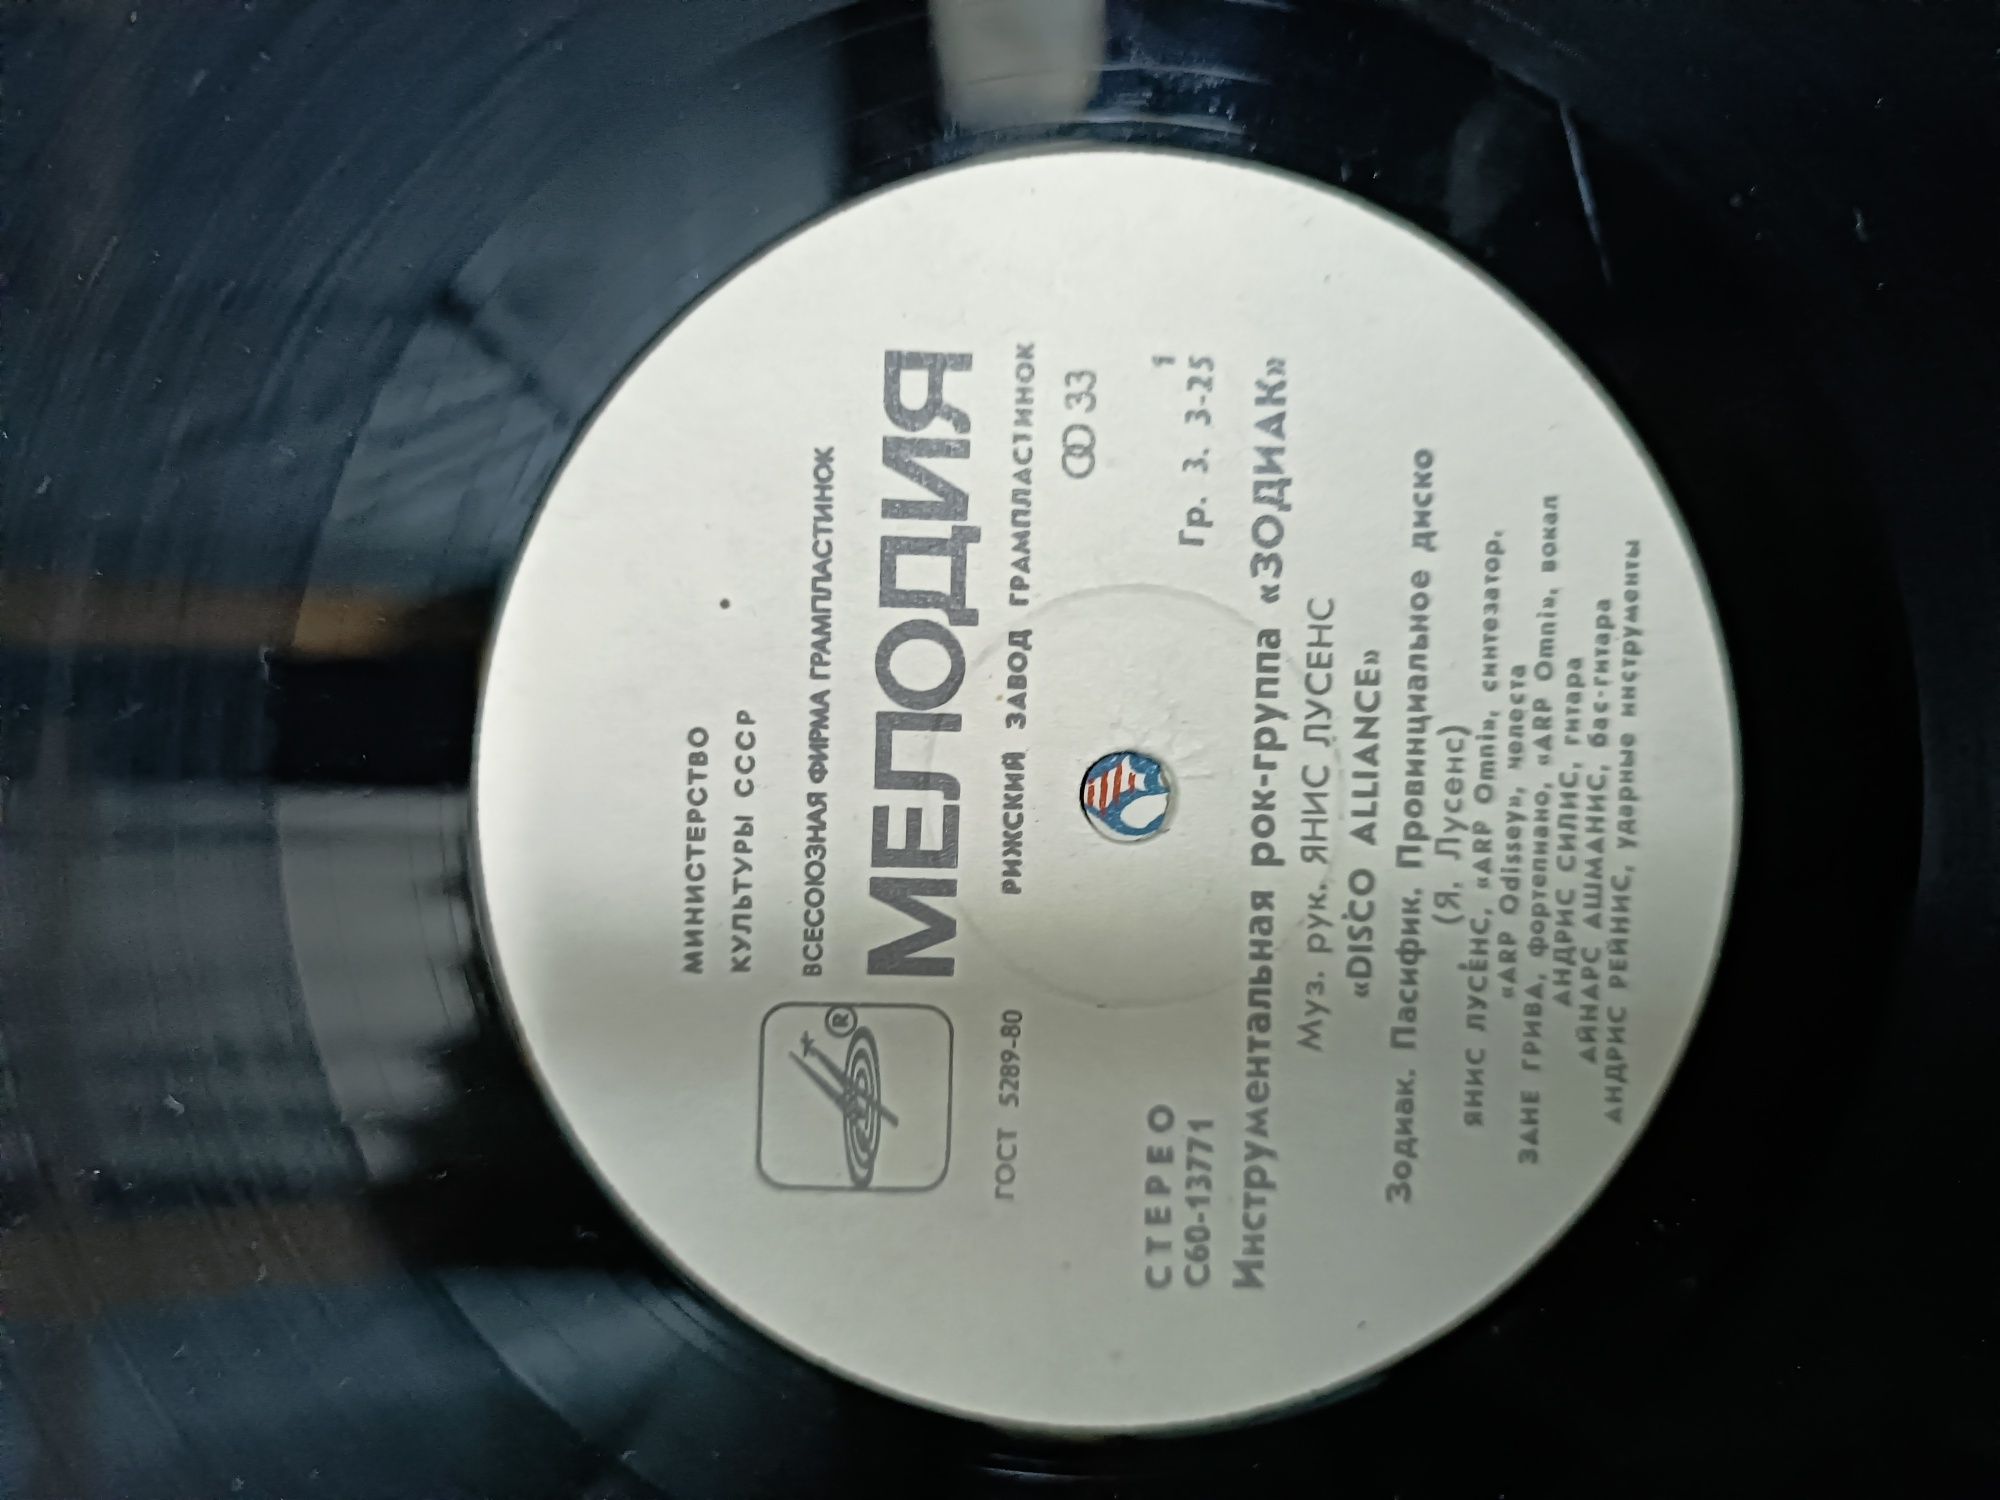 МИНИСТЕРСТВО
КУЛЬТУРЫ СССР
ВСЕСОЮЗНАЯ ФИРМА ГРАМПЛАСТИНОК
МЕЛОДИЯ
®
ГОСТ 5289-80 РИЖСКИЙ ЗАВОД ГРАМПЛАСТИНОК
33
СТЕРЕО 1
С60-13771 Гр. 3. 3-25
Инструментальная рок-группа «ЗОДИАК»
Муз. рук. ЯНИС ЛУСЕНС
«DISCO ALLIANCE»
Зодиак. Пасифик. Провинциальное диско
(Я. Лусенс)
ЯНИС ЛУСЕНС, «ARP Omni», синтезатор,
«ARP Odissey», челеста
ЗАНЕ ГРИВА, фортепиано, «ARP Omni», вокал
АНДРИС СИЛИС, гитара
АЙНАРС АШМАНИС, бас-гитара
АНДРИС РЕЙНИС, ударные инструменты